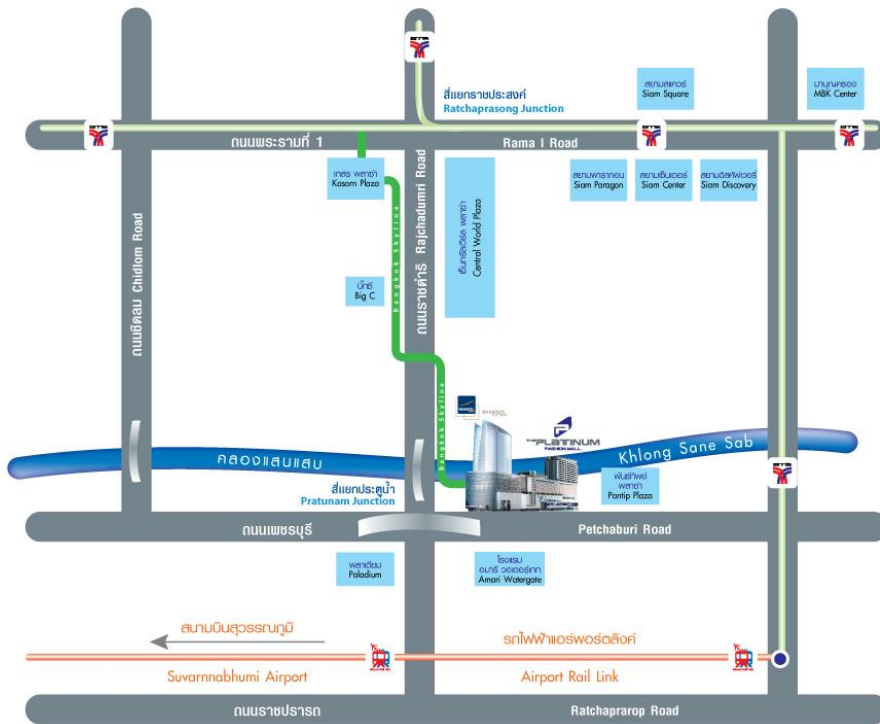 สี่แยกราชประสงค์
Ratchaprasong Junction
สยามสแควร์
Siam Square
มาบุญครอง
MBK Center
ถนนพระรามที่ 1
Rama I Road
เกสร พลาซ่า
Kosorn Plaza
สยามพารากอน
Siam Paragon
สยามเซ็นเตอร์
Siam Center
สยามดิสคัฟเวอรี่
Siam Discovery
เซ็นทรัลเวิร์ล พลาซ่า
Central World Plaza
ถนนชิดลม Chidlom Road
ถนนราชดำริ Rajchadumri Road
Bangkok Skyline
บิ๊กซี
Big C
Bangkok Skyline
THE PLATINUM
FASHION MALL
คลองแสนแสบ
Khlong Sane Sab
สี่แยกประตูน้ำ
Pratunam Junction
พันธุ์ทิพย์
พลาซ่า
Pantip Plaza
ถนนเพชรบุรี
Petchaburi Road
พลาเดียม
Paladium
โรงแรม
อมารี วอเตอร์เกท
Amari Watergate
สนามบินสุวรรณภูมิ
รถไฟฟ้าแอร์พอร์ตลิงค์
Suvarnnabhumi Airport
Airport Rail Link
ถนนราชปรารถ
Ratchaprarop Road